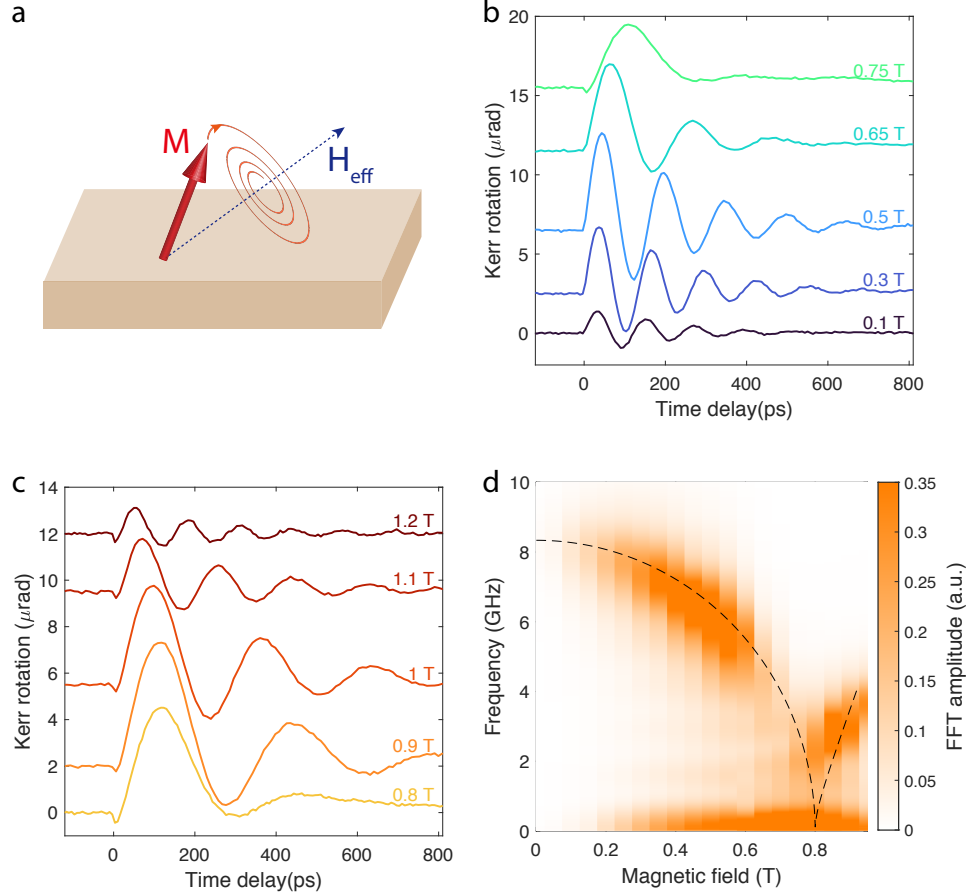 a
M
H_eff
b
Kerr rotation (μrad)
20
15
10
5
0
0.75 T
0.65 T
0.5 T
0.3 T
0.1 T
0 200 400 600 800
Time delay(ps)
c
Kerr rotation (μrad)
14
12
10
8
6
4
2
0
1.2 T
1.1 T
1 T
0.9 T
0.8 T
0 200 400 600 800
Time delay(ps)
d
Frequency (GHz)
10
8
6
4
2
0
0 0.2 0.4 0.6 0.8
Magnetic field (T)
0.35
0.3
0.25
0.2
0.15
0.1
0.05
0
FFT amplitude (a.u.)